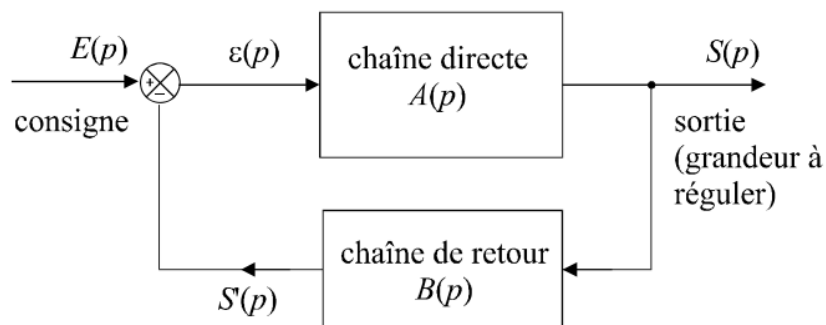 E(p)
ε(p)
chaîne directe
A(p)
S(p)
+
−
consigne
sortie
(grandeur à
réguler)
chaîne de retour
B(p)
S'(p)